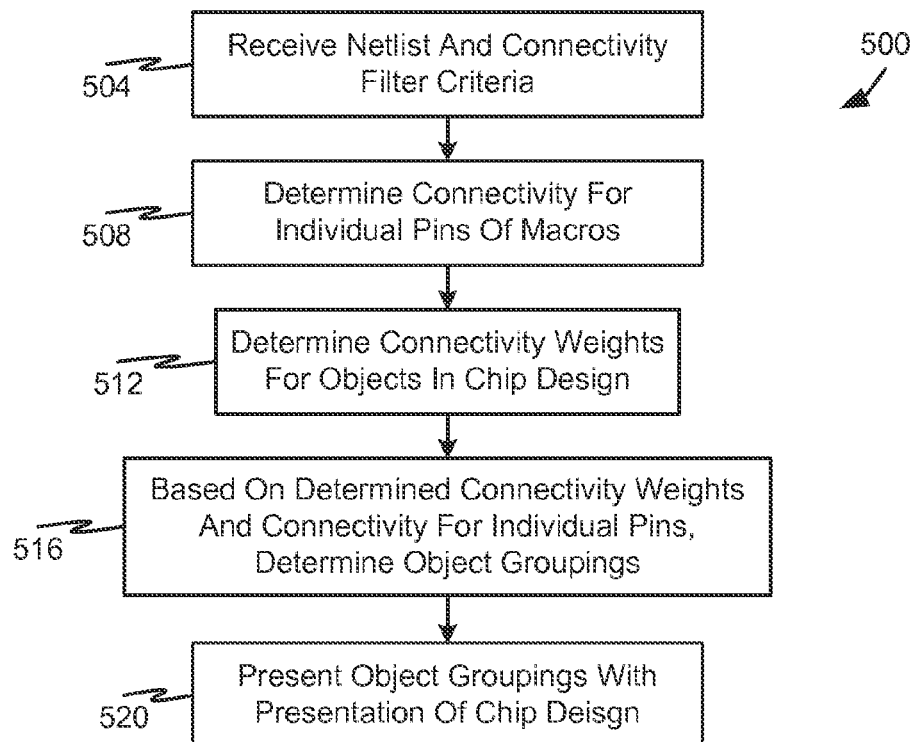 Receive Netlist And Connectivity
Filter Criteria
504
500
Determine Connectivity For
Individual Pins Of Macros
508
Determine Connectivity Weights
For Objects In Chip Design
512
Based On Determined Connectivity Weights
And Connectivity For Individual Pins,
Determine Object Groupings
516
Present Object Groupings With
Presentation Of Chip Deisgn
520